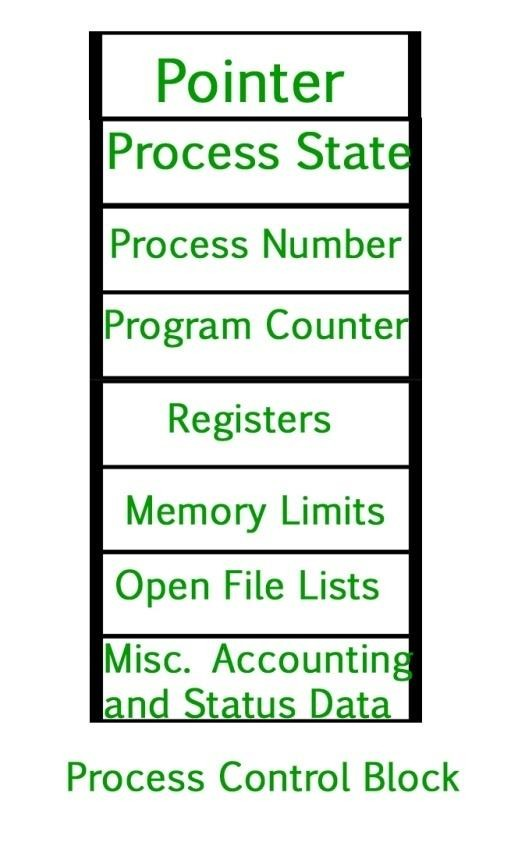 Pointer
Process State
Process Number
Program Counter
Registers
Memory Limits
Open File Lists
Misc. Accounting
and Status Data
Process Control Block